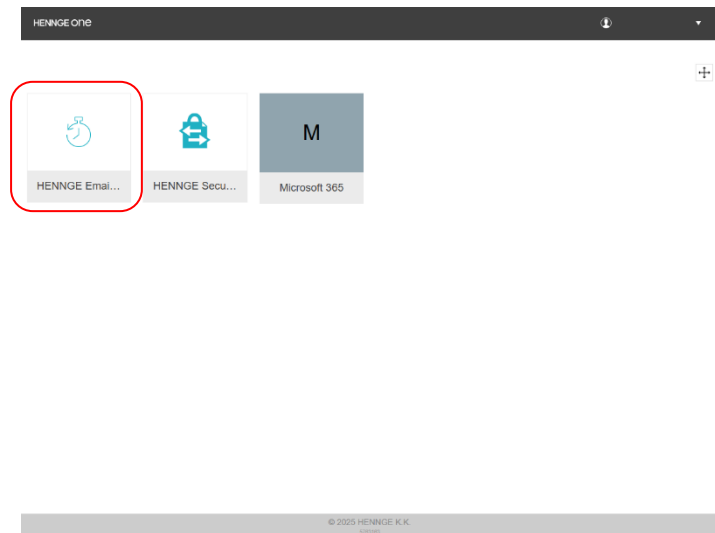 HENNGE one
HENNGE Emai...
HENNGE Secu...
M
Microsoft 365
© 2025 HENNGE K.K.